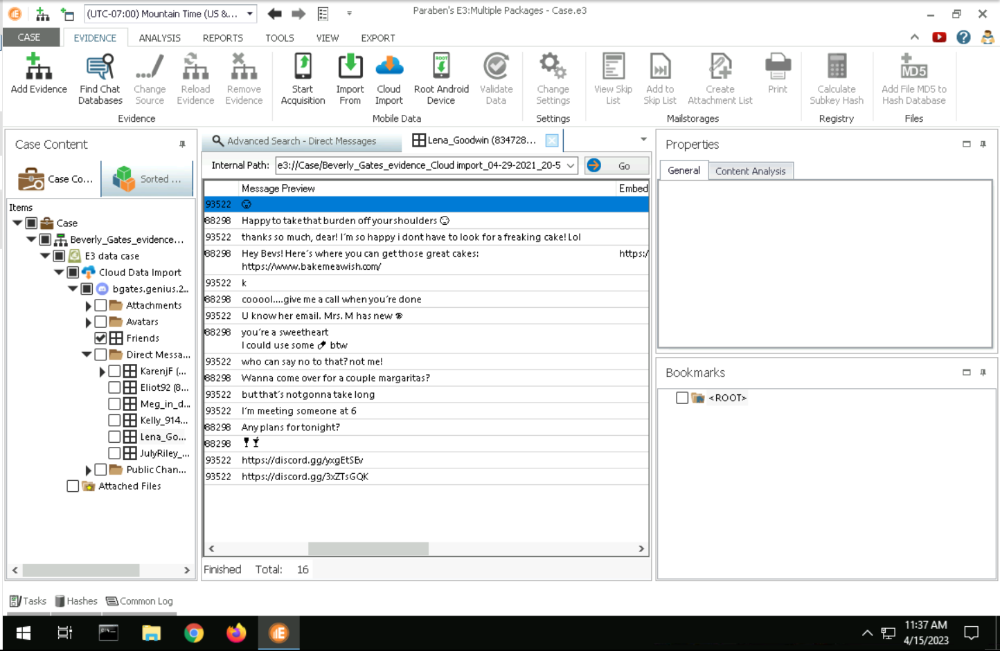 (UTC-07:00) Mountain Time (US &...
Paraben's E3:Multiple Packages - Case.e3
CASE
EVIDENCE
ANALYSIS
REPORTS
TOOLS
VIEW
EXPORT
Add Evidence
Find Chat
Databases
Change
Source
Reload
Evidence
Remove
Evidence
Evidence
Start
Acquisition
Import
From
Cloud
Import
Root Android
Device
Validate
Data
Mobile Data
Change
Settings
Settings
View Skip
List
Add to
Skip List
Create
Attachment List
Print
Mailstorages
Calculate
Subkey Hash
Registry
MD5
Add File MD5 to
Hash Database
Files
Case Content
Case Co...
Sorted ...
Items
Case
Beverly_Gates_evidence...
E3 data case
Cloud Data Import
bgates.genius.2...
Attachments
Avatars
Friends
Direct Messa...
KarenjF (...
Eliot92 (8...
Meg_in_d...
Kelly_914...
Lena_Go...
JulyRiley_...
Public Chan...
Attached Files
Advanced Search - Direct Messages
Lena_Goodwin (834728...
Internal Path:
e3://Case/Beverly_Gates_evidence_Cloud import_04-29-2021_20-5
Go
Message Preview Embed
93522 😋
88298 Happy to take that burden off your shoulders 😋
93522 thanks so much, dear! I´m so happy i dont have to look for a freaking cake! Lol
88298 Hey Bevs! Here´s where you can get those great cakes: https:/
https://www.bakemeawish.com/
93522 k
88298 cooool....give me a call when you´re done
93522 U know her email. Mrs. M has new
88298 you´re a sweetheart
I could use some 💊 btw
93522 who can say no to that? not me!
88298 Wanna come over for a couple margaritas?
93522 but that´s not gonna take long
93522 I´m meeting someone at 6
88298 Any plans for tonight?
88298 🍷🍸
93522 https://discord.gg/yxgEtSEv
93522 https://discord.gg/3xZTsGQK
Finished Total: 16
Properties
General
Content Analysis
Bookmarks
<ROOT>
Tasks
Hashes
Common Log
11:37 AM
4/15/2023